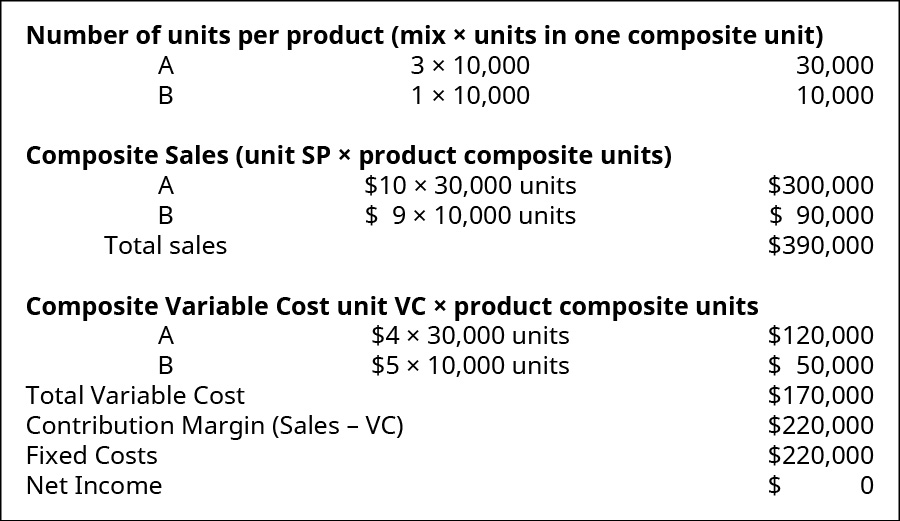 Number of units per product (mix × units in one composite unit)
A 3 × 10,000 30,000
B 1 × 10,000 10,000
Composite Sales (unit SP × product composite units)
A $10 × 30,000 units $300,000
B $ 9 × 10,000 units $ 90,000
Total sales $390,000
Composite Variable Cost unit VC × product composite units
A $4 × 30,000 units $120,000
B $5 × 10,000 units $ 50,000
Total Variable Cost $170,000
Contribution Margin (Sales – VC) $220,000
Fixed Costs $220,000
Net Income $ 0